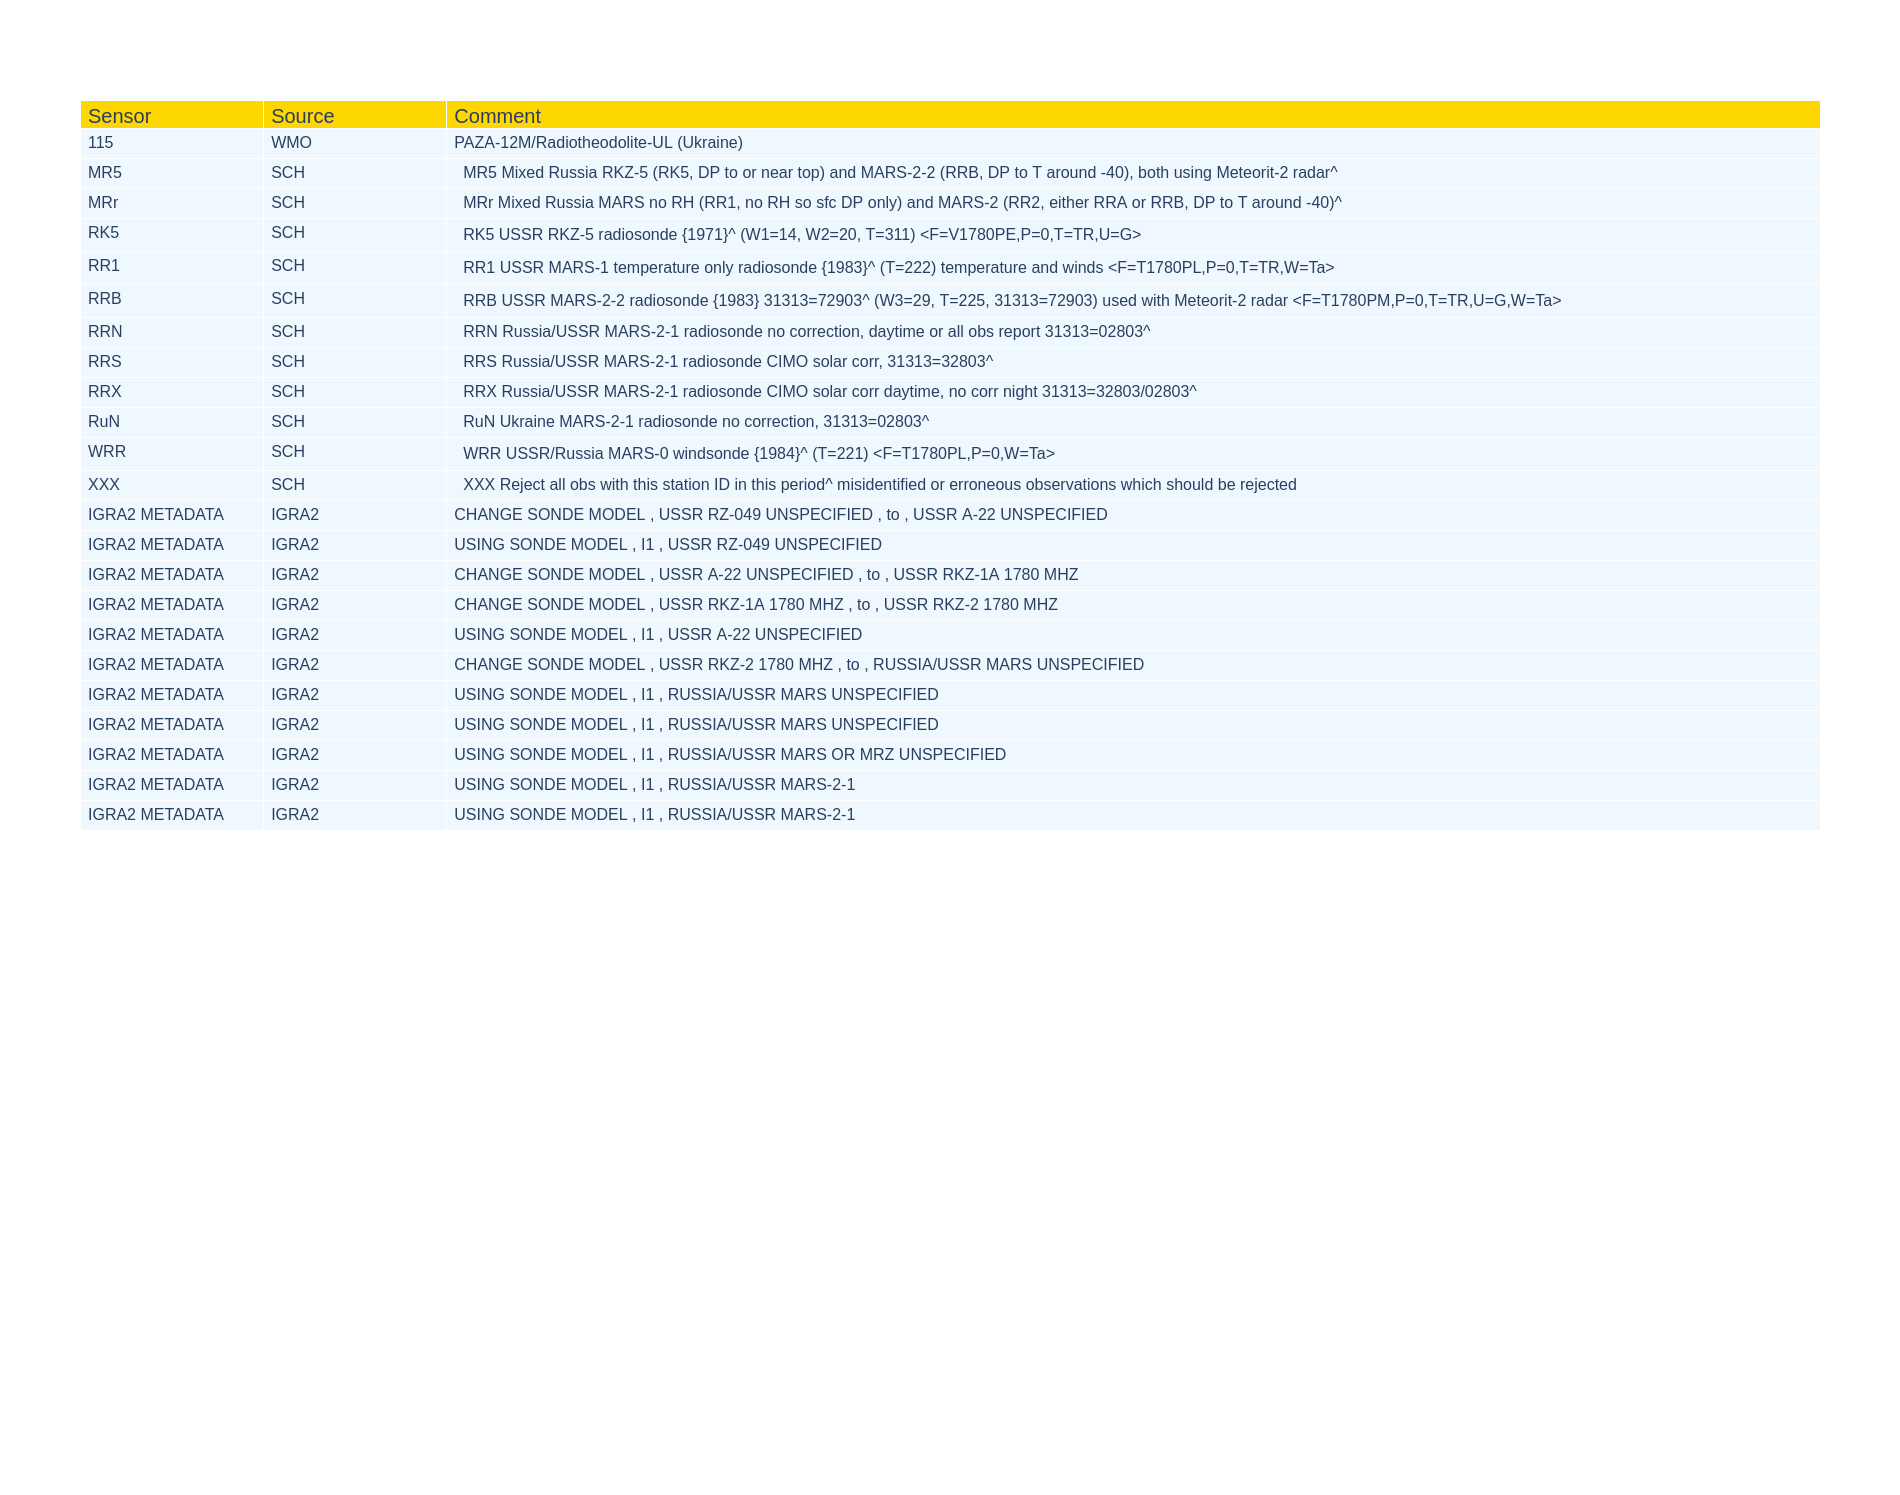 Sensor Source Comment
115 WMO PAZA-12M/Radiotheodolite-UL (Ukraine)
MR5 SCH MR5 Mixed Russia RKZ-5 (RK5, DP to or near top) and MARS-2-2 (RRB, DP to T around -40), both using Meteorit-2 radar^
MRr SCH MRr Mixed Russia MARS no RH (RR1, no RH so sfc DP only) and MARS-2 (RR2, either RRA or RRB, DP to T around -40)^
RK5 SCH RK5 USSR RKZ-5 radiosonde {1971}^ (W1=14, W2=20, T=311) <F=V1780PE,P=0,T=TR,U=G>
RR1 SCH RR1 USSR MARS-1 temperature only radiosonde {1983}^ (T=222) temperature and winds <F=T1780PL,P=0,T=TR,W=Ta>
RRB SCH RRB USSR MARS-2-2 radiosonde {1983} 31313=72903^ (W3=29, T=225, 31313=72903) used with Meteorit-2 radar <F=T1780PM,P=0,T=TR,U=G,W=Ta>
RRN SCH RRN Russia/USSR MARS-2-1 radiosonde no correction, daytime or all obs report 31313=02803^
RRS SCH RRS Russia/USSR MARS-2-1 radiosonde CIMO solar corr, 31313=32803^
RRX SCH RRX Russia/USSR MARS-2-1 radiosonde CIMO solar corr daytime, no corr night 31313=32803/02803^
RuN SCH RuN Ukraine MARS-2-1 radiosonde no correction, 31313=02803^
WRR SCH WRR USSR/Russia MARS-0 windsonde {1984}^ (T=221) <F=T1780PL,P=0,W=Ta>
XXX SCH XXX Reject all obs with this station ID in this period^ misidentified or erroneous observations which should be rejected
IGRA2 METADATA IGRA2 CHANGE SONDE MODEL , USSR RZ-049 UNSPECIFIED , to , USSR A-22 UNSPECIFIED
IGRA2 METADATA IGRA2 USING SONDE MODEL , I1 , USSR RZ-049 UNSPECIFIED
IGRA2 METADATA IGRA2 CHANGE SONDE MODEL , USSR A-22 UNSPECIFIED , to , USSR RKZ-1A 1780 MHZ
IGRA2 METADATA IGRA2 CHANGE SONDE MODEL , USSR RKZ-1A 1780 MHZ , to , USSR RKZ-2 1780 MHZ
IGRA2 METADATA IGRA2 USING SONDE MODEL , I1 , USSR A-22 UNSPECIFIED
IGRA2 METADATA IGRA2 CHANGE SONDE MODEL , USSR RKZ-2 1780 MHZ , to , RUSSIA/USSR MARS UNSPECIFIED
IGRA2 METADATA IGRA2 USING SONDE MODEL , I1 , RUSSIA/USSR MARS UNSPECIFIED
IGRA2 METADATA IGRA2 USING SONDE MODEL , I1 , RUSSIA/USSR MARS UNSPECIFIED
IGRA2 METADATA IGRA2 USING SONDE MODEL , I1 , RUSSIA/USSR MARS OR MRZ UNSPECIFIED
IGRA2 METADATA IGRA2 USING SONDE MODEL , I1 , RUSSIA/USSR MARS-2-1
IGRA2 METADATA IGRA2 USING SONDE MODEL , I1 , RUSSIA/USSR MARS-2-1